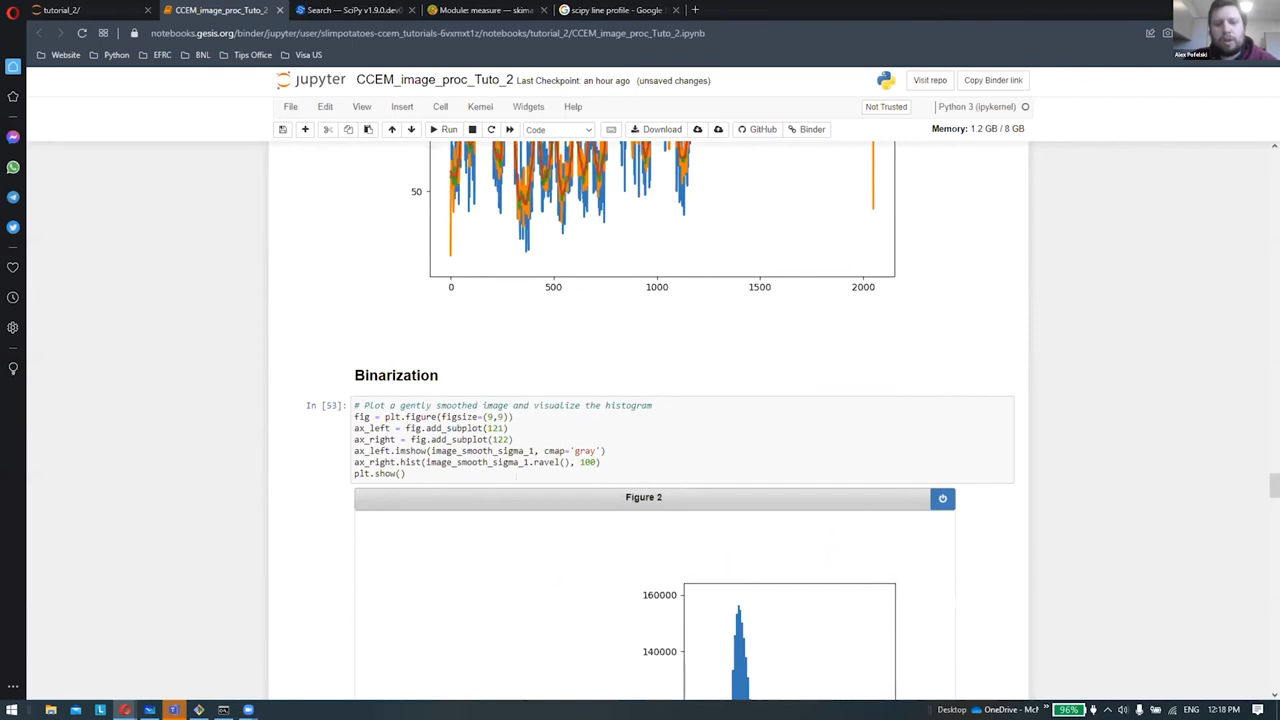 tutorial_2/
CCEM_image_proc_Tuto_2
Search — SciPy v1.9.0.dev0
Module: measure — skima
scipy line profile - Google
notebooks.gesis.org/binder/jupyter/user/slimpotatoes-ccem_tutorials-6vxmxt1z/notebooks/tutorial_2/CCEM_image_proc_Tuto_2.ipynb
Alex Pofelski
Website
Python
EFRC
BNL
Tips Office
Visa US
jupyter CCEM_image_proc_Tuto_2 Last Checkpoint: an hour ago (unsaved changes)
Visit repo
Copy Binder link
File Edit View Insert Cell Kernel Widgets Help
Not Trusted
Python 3 (ipykernel)
Run
Code
Download
GitHub
Binder
Memory: 1.2 GB / 8 GB
50
0 500 1000 1500 2000
Binarization
In [53]:
# Plot a gently smoothed image and visualize the histogram
fig = plt.figure(figsize=(9,9))
ax_left = fig.add_subplot(121)
ax_right = fig.add_subplot(122)
ax_left.imshow(image_smooth_sigma_1, cmap='gray')
ax_right.hist(image_smooth_sigma_1.ravel(), 100)
plt.show()
Figure 2
160000
140000
Desktop
OneDrive - McM
96%
ENG
12:18 PM